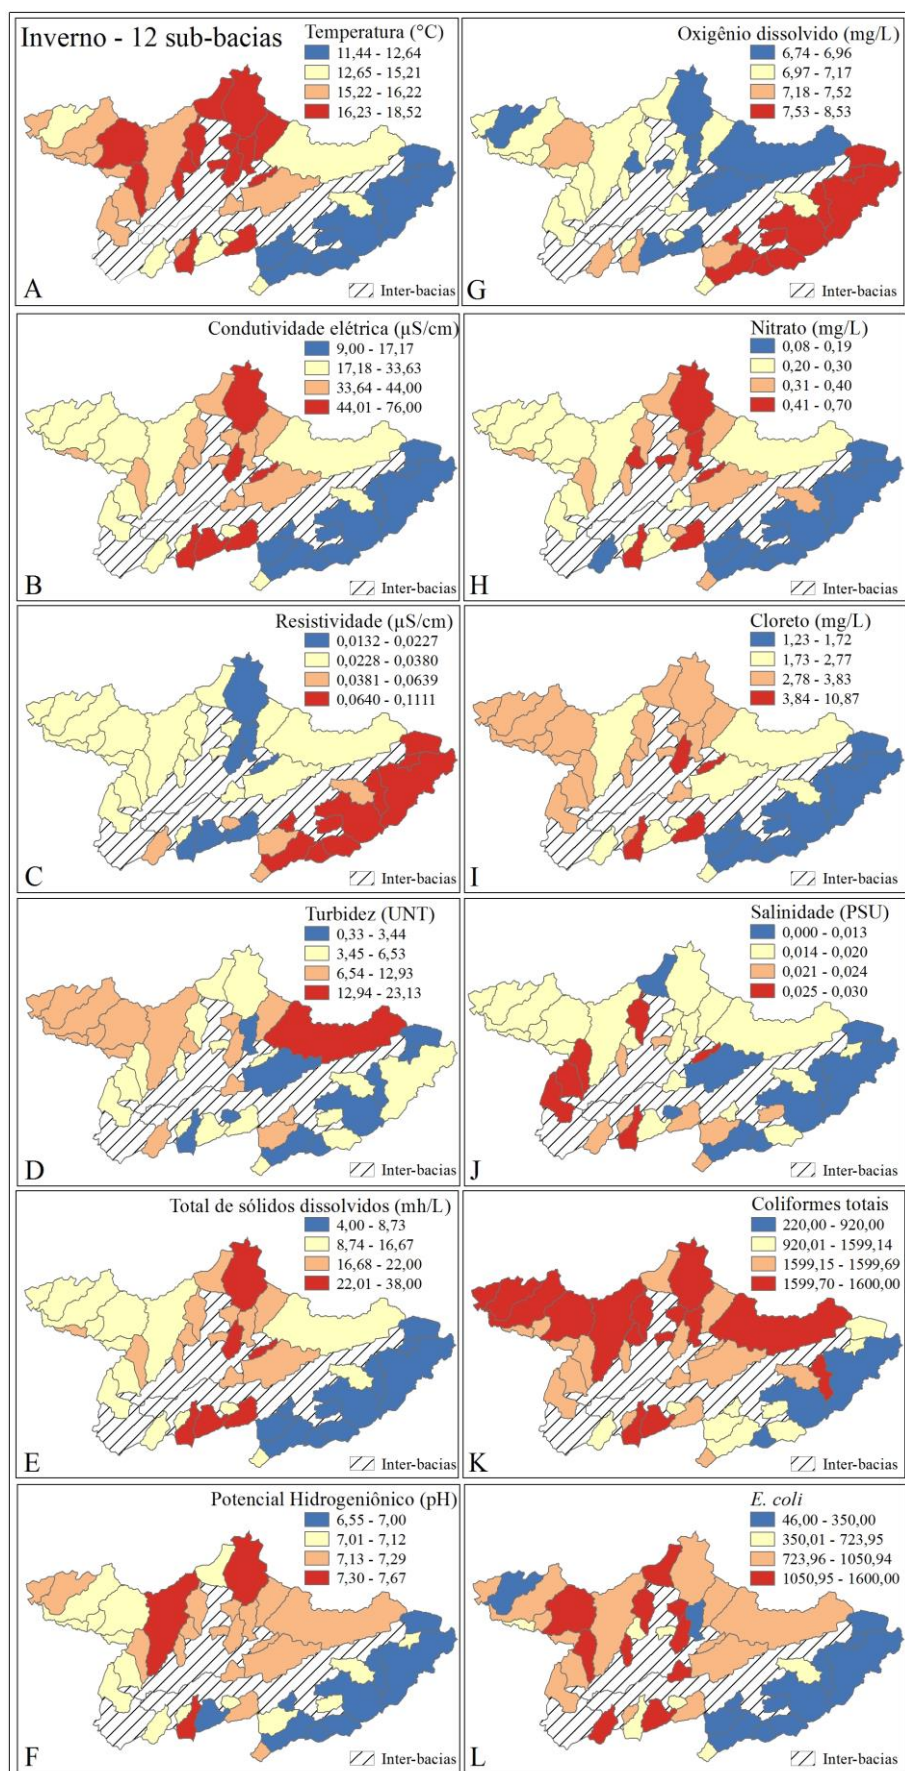 Inverno - 12 sub-bacias
Temperatura (°C)
11,44 - 12,64
12,65 - 15,21
15,22 - 16,22
16,23 - 18,52
A
Inter-bacias
Oxigênio dissolvido (mg/L)
6,74 - 6,96
6,97 - 7,17
7,18 - 7,52
7,53 - 8,53
G
Inter-bacias
Condutividade elétrica (µS/cm)
9,00 - 17,17
17,18 - 33,63
33,64 - 44,00
44,01 - 76,00
B
Inter-bacias
Nitrato (mg/L)
0,08 - 0,19
0,20 - 0,30
0,31 - 0,40
0,41 - 0,70
H
Inter-bacias
Resistividade (µS/cm)
0,0132 - 0,0227
0,0228 - 0,0380
0,0381 - 0,0639
0,0640 - 0,1111
C
Inter-bacias
Cloreto (mg/L)
1,23 - 1,72
1,73 - 2,77
2,78 - 3,83
3,84 - 10,87
I
Inter-bacias
Turbidez (UNT)
0,33 - 3,44
3,45 - 6,53
6,54 - 12,93
12,94 - 23,13
D
Inter-bacias
Salinidade (PSU)
0,000 - 0,013
0,014 - 0,020
0,021 - 0,024
0,025 - 0,030
J
Inter-bacias
Total de sólidos dissolvidos (mh/L)
4,00 - 8,73
8,74 - 16,67
16,68 - 22,00
22,01 - 38,00
E
Inter-bacias
Coliformes totais
220,00 - 920,00
920,01 - 1599,14
1599,15 - 1599,69
1599,70 - 1600,00
K
Inter-bacias
Potencial Hidrogeniônico (pH)
6,55 - 7,00
7,01 - 7,12
7,13 - 7,29
7,30 - 7,67
F
Inter-bacias
E. coli
46,00 - 350,00
350,01 - 723,95
723,96 - 1050,94
1050,95 - 1600,00
L
Inter-bacias